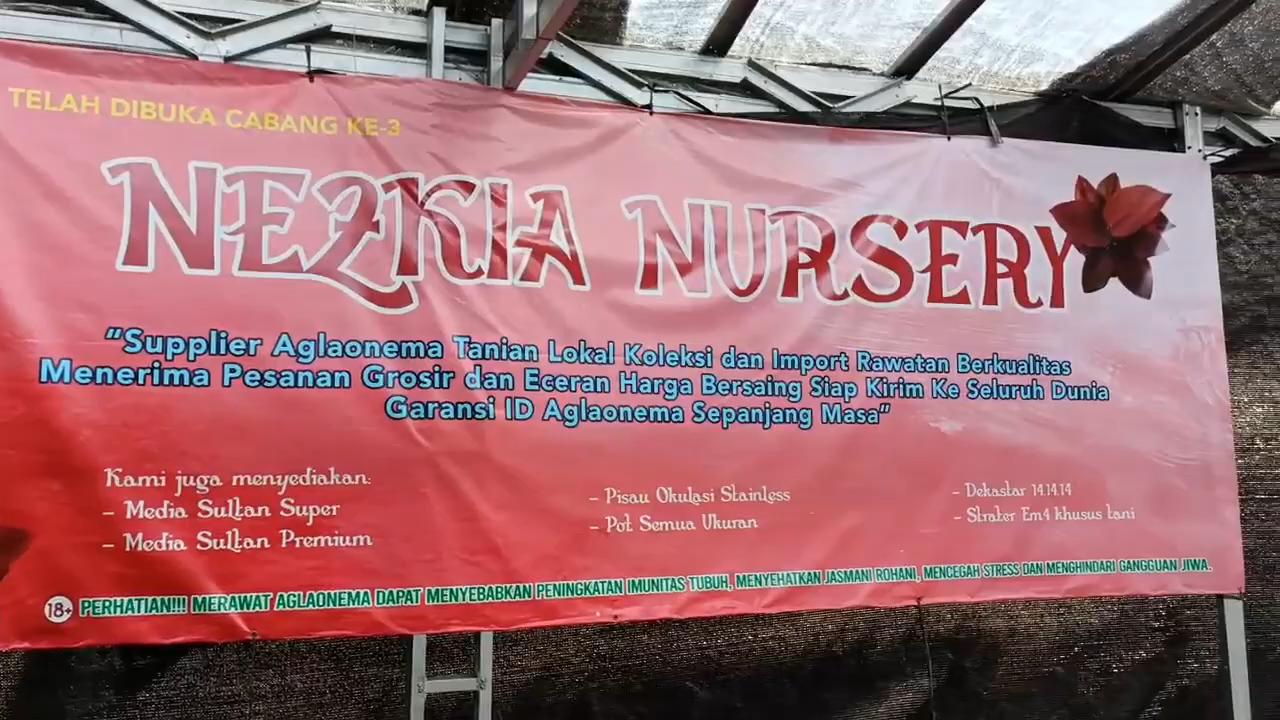 TELAH DIBUKA CABANG KE-3
NEZKIA NURSERY
"Supplier Aglaonema Tanian Lokal Koleksi dan Import Rawatan Berkualitas
Menerima Pesanan Grosir dan Eceran Harga Bersaing Siap Kirim Ke Seluruh Dunia
Garansi ID Aglaonema Sepanjang Masa"
Kami juga menyediakan:
- Media Sultan Super
- Media Sultan Premium
- Pisau Okulasi Stainless
- Pot Semua Ukuran
- Dekastar 14.14.14
- Strater Em4 khusus tani
18+ PERHATIAN!!! MERAWAT AGLAONEMA DAPAT MENYEBABKAN PENINGKATAN IMUNITAS TUBUH, MENYEHATKAN JASMANI ROHANI, MENCEGAH STRESS DAN MENGHINDARI GANGGUAN JIWA.